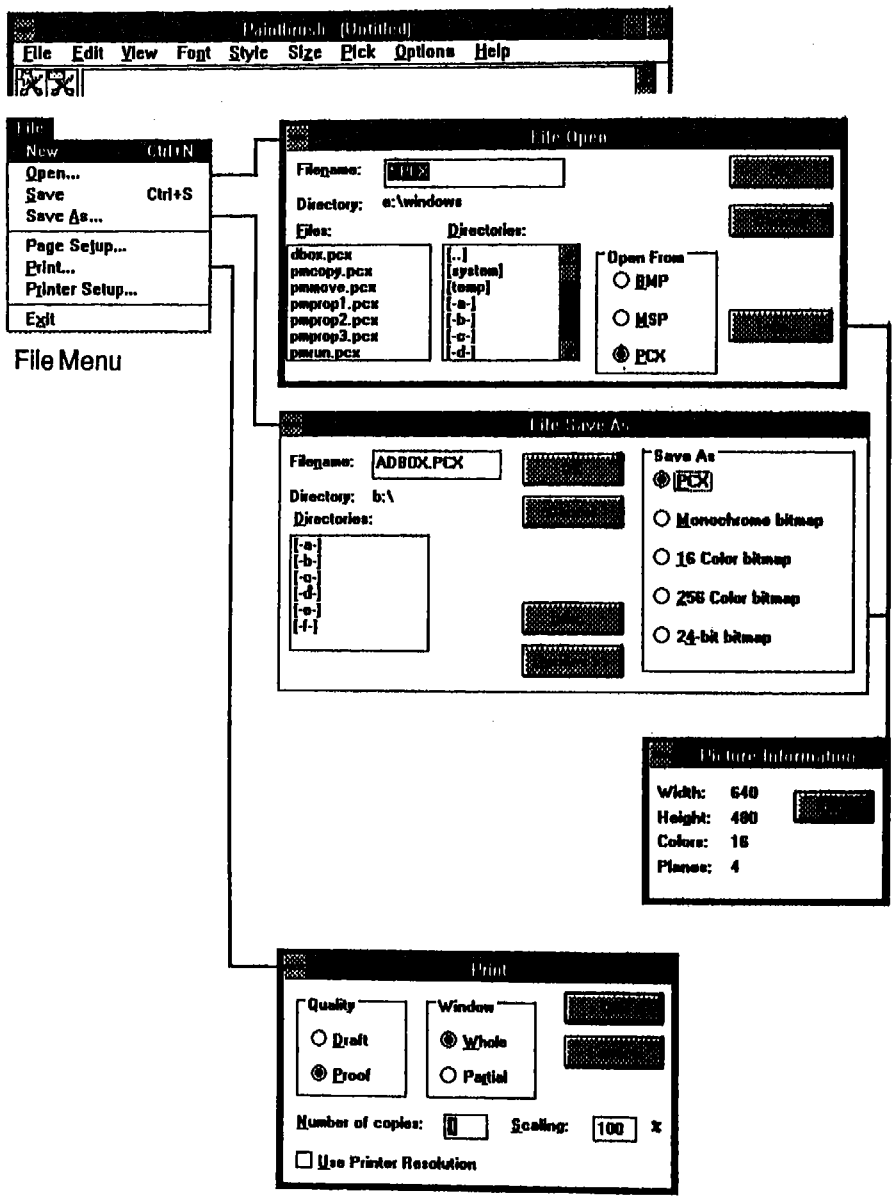 Paintbrush - (Untitled)
File Edit View Font Style Size Pick Options Help
File
New Ctrl+N
Open...
Save Ctrl+S
Save As...
Page Setup...
Print...
Printer Setup...
Exit
File Menu
File Open
Filename: *.PCX
Directory: e:\windows
Files:
dbox.pcx
pmcopy.pcx
pmmove.pcx
pmprop1.pcx
pmprop2.pcx
pmprop3.pcx
pmrun.pcx
Directories:
[..]
[system]
[temp]
[-a-]
[-b-]
[-c-]
[-d-]
Open From
BMP
MSP
PCX
File Save As
Filename: ADBOX.PCX
Directory: b:\
Directories:
[-a-]
[-b-]
[-c-]
[-d-]
[-e-]
[-f-]
Save As
PCX
Monochrome bitmap
16 Color bitmap
256 Color bitmap
24-bit bitmap
Picture Information
Width: 640
Height: 480
Colors: 16
Planes: 4
Print
Quality
Draft
Proof
Window
Whole
Partial
Number of copies:
Scaling: 100 %
Use Printer Resolution